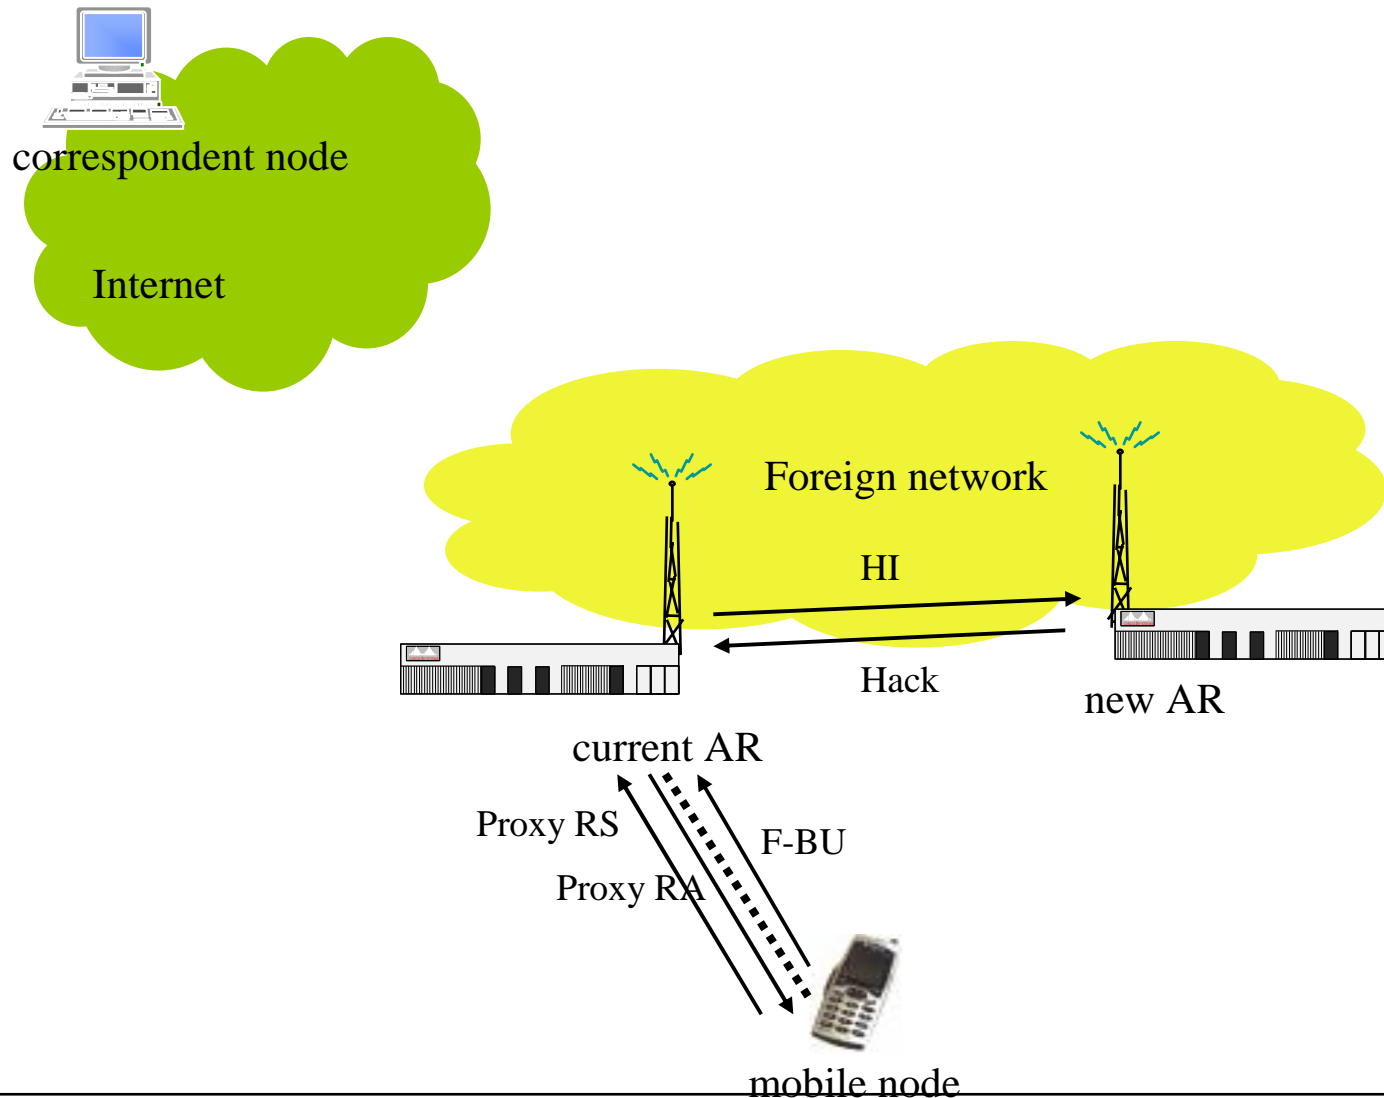 correspondent node
Internet
Foreign network
HI
Hack
new AR
current AR
Proxy RS
F-BU
Proxy RA
mobile node